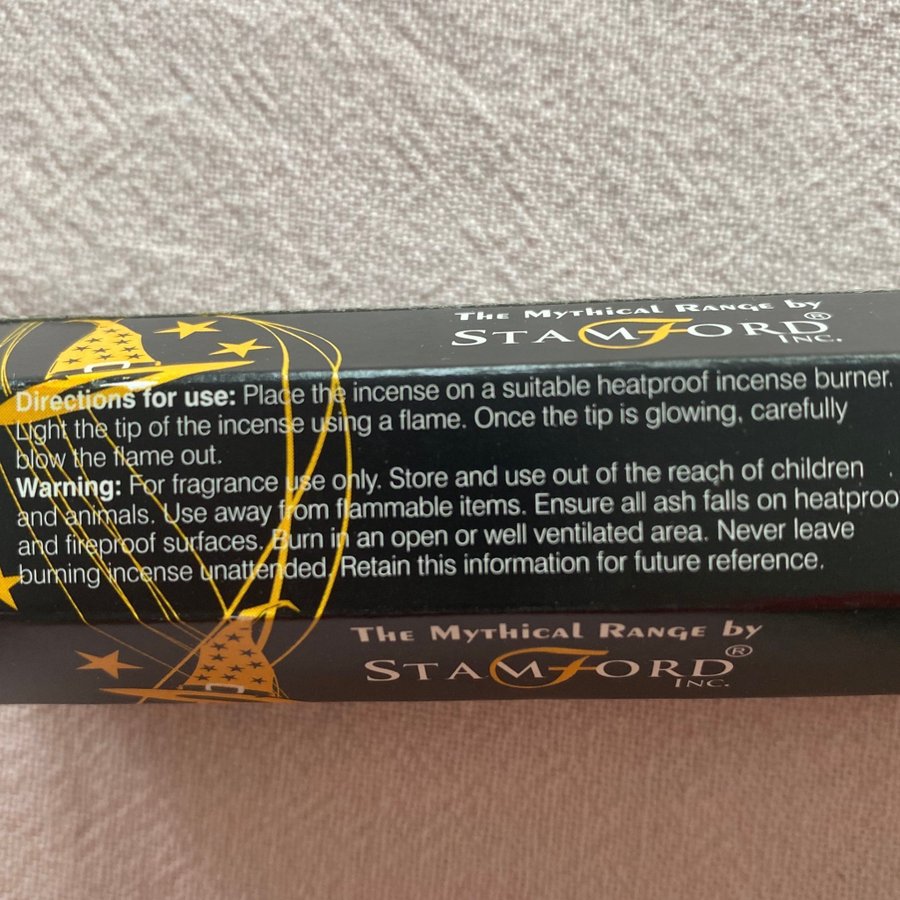 The Mythical Range by
STAMFORD®
INC.
Directions for use: Place the incense on a suitable heatproof incense burner.
Light the tip of the incense using a flame. Once the tip is glowing, carefully
blow the flame out.
Warning: For fragrance use only. Store and use out of the reach of children
and animals. Use away from flammable items. Ensure all ash falls on heatproo
and fireproof surfaces. Burn in an open or well ventilated area. Never leave
burning incense unattended. Retain this information for future reference.
The Mythical Range by
STAMFORD®
INC.